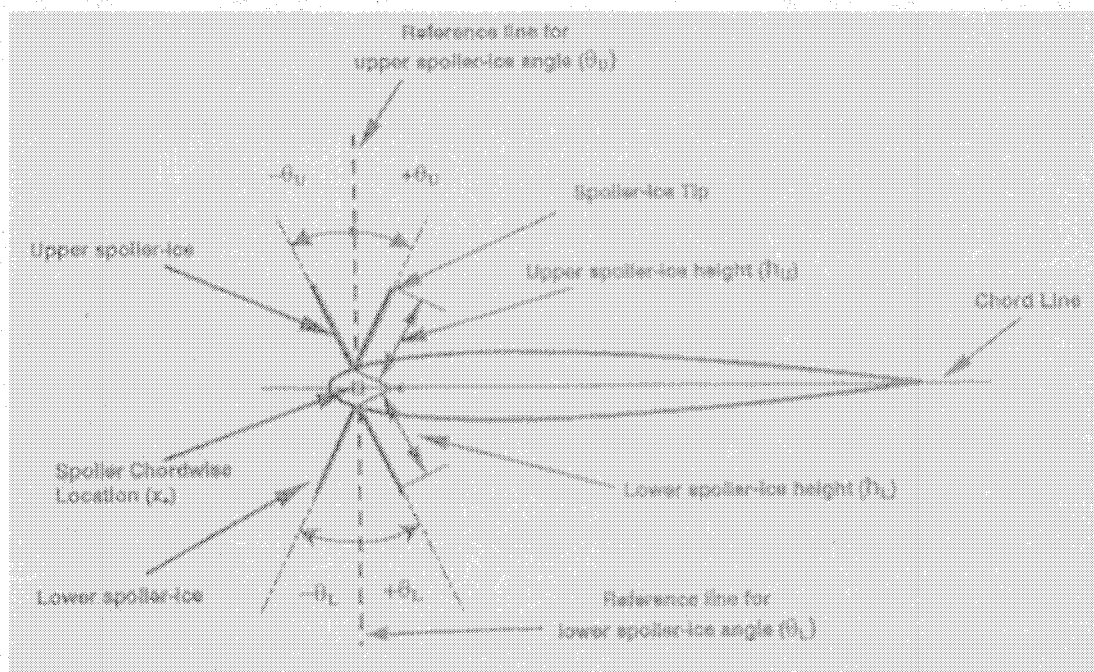 Reference line for
upper spoiler-ice angle (θU)
−θU
+θU
Spoiler-Ice Tip
Upper spoiler-ice
Upper spoiler-ice height (hU)
Chord Line
Spoiler Chordwise
Location (xs)
Lower spoiler-ice height (hL)
Lower spoiler-ice
−θL
+θL
Reference line for
lower spoiler-ice angle (θL)